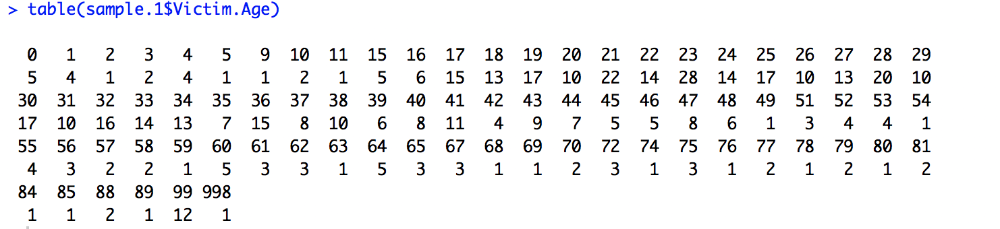 > table(sample.1$Victim.Age)
0 1 2 3 4 5 9 10 11 15 16 17 18 19 20 21 22 23 24 25 26 27 28 29
5 4 1 2 4 1 1 2 1 5 6 15 13 17 10 22 14 28 14 17 10 13 20 10
30 31 32 33 34 35 36 37 38 39 40 41 42 43 44 45 46 47 48 49 51 52 53 54
17 10 16 14 13 7 15 8 10 6 8 11 4 9 7 5 5 8 6 1 3 4 4 1
55 56 57 58 59 60 61 62 63 64 65 67 68 69 70 72 74 75 76 77 78 79 80 81
4 3 2 2 1 5 3 3 1 5 3 3 1 1 2 3 1 3 1 2 1 2 1 2
84 85 88 89 99 998
1 1 2 1 12 1